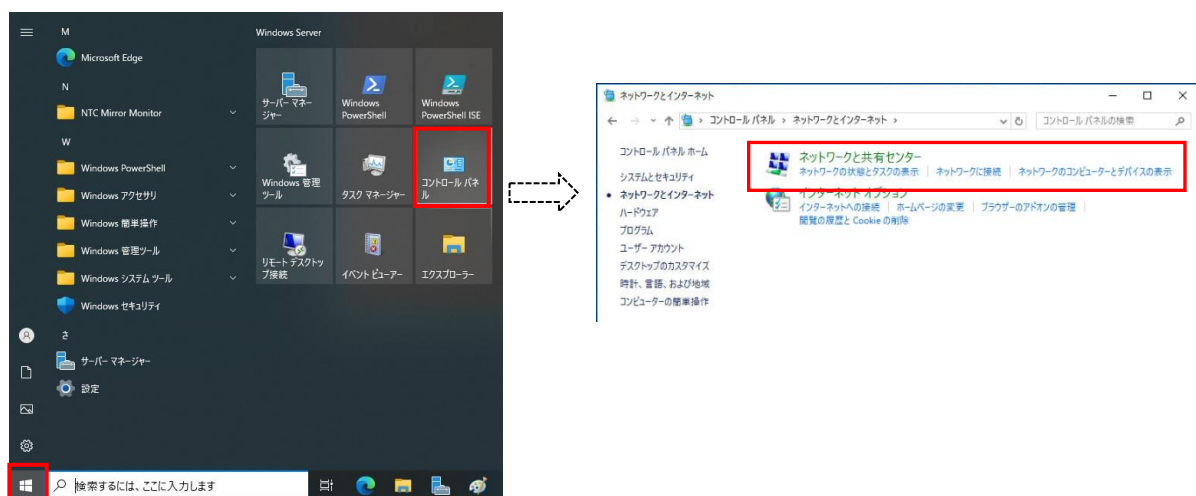 M
Microsoft Edge
N
NTC Mirror Monitor
W
Windows PowerShell
Windows アクセサリ
Windows 簡単操作
Windows 管理ツール
Windows システム ツール
Windows セキュリティ
さ
サーバー マネージャー
設定
検索するには、ここに入力します
Windows Server
サーバー マネー
ジャー
Windows
PowerShell
Windows
PowerShell ISE
Windows 管理
ツール
タスク マネージャー
コントロール パネ
ル
リモート デスクトッ
プ接続
イベント ビューアー
エクスプローラー
ネットワークとインターネット
コントロール パネル › ネットワークとインターネット ›
コントロール パネルの検索
コントロール パネル ホーム
システムとセキュリティ
• ネットワークとインターネット
ハードウェア
プログラム
ユーザー アカウント
デスクトップのカスタマイズ
時計、言語、および地域
コンピューターの簡単操作
ネットワークと共有センター
ネットワークの状態とタスクの表示 | ネットワークに接続 | ネットワークのコンピューターとデバイスの表示
インターネット オプション
インターネットへの接続 | ホームページの変更 | ブラウザーのアドオンの管理 |
閲覧の履歴と Cookie の削除